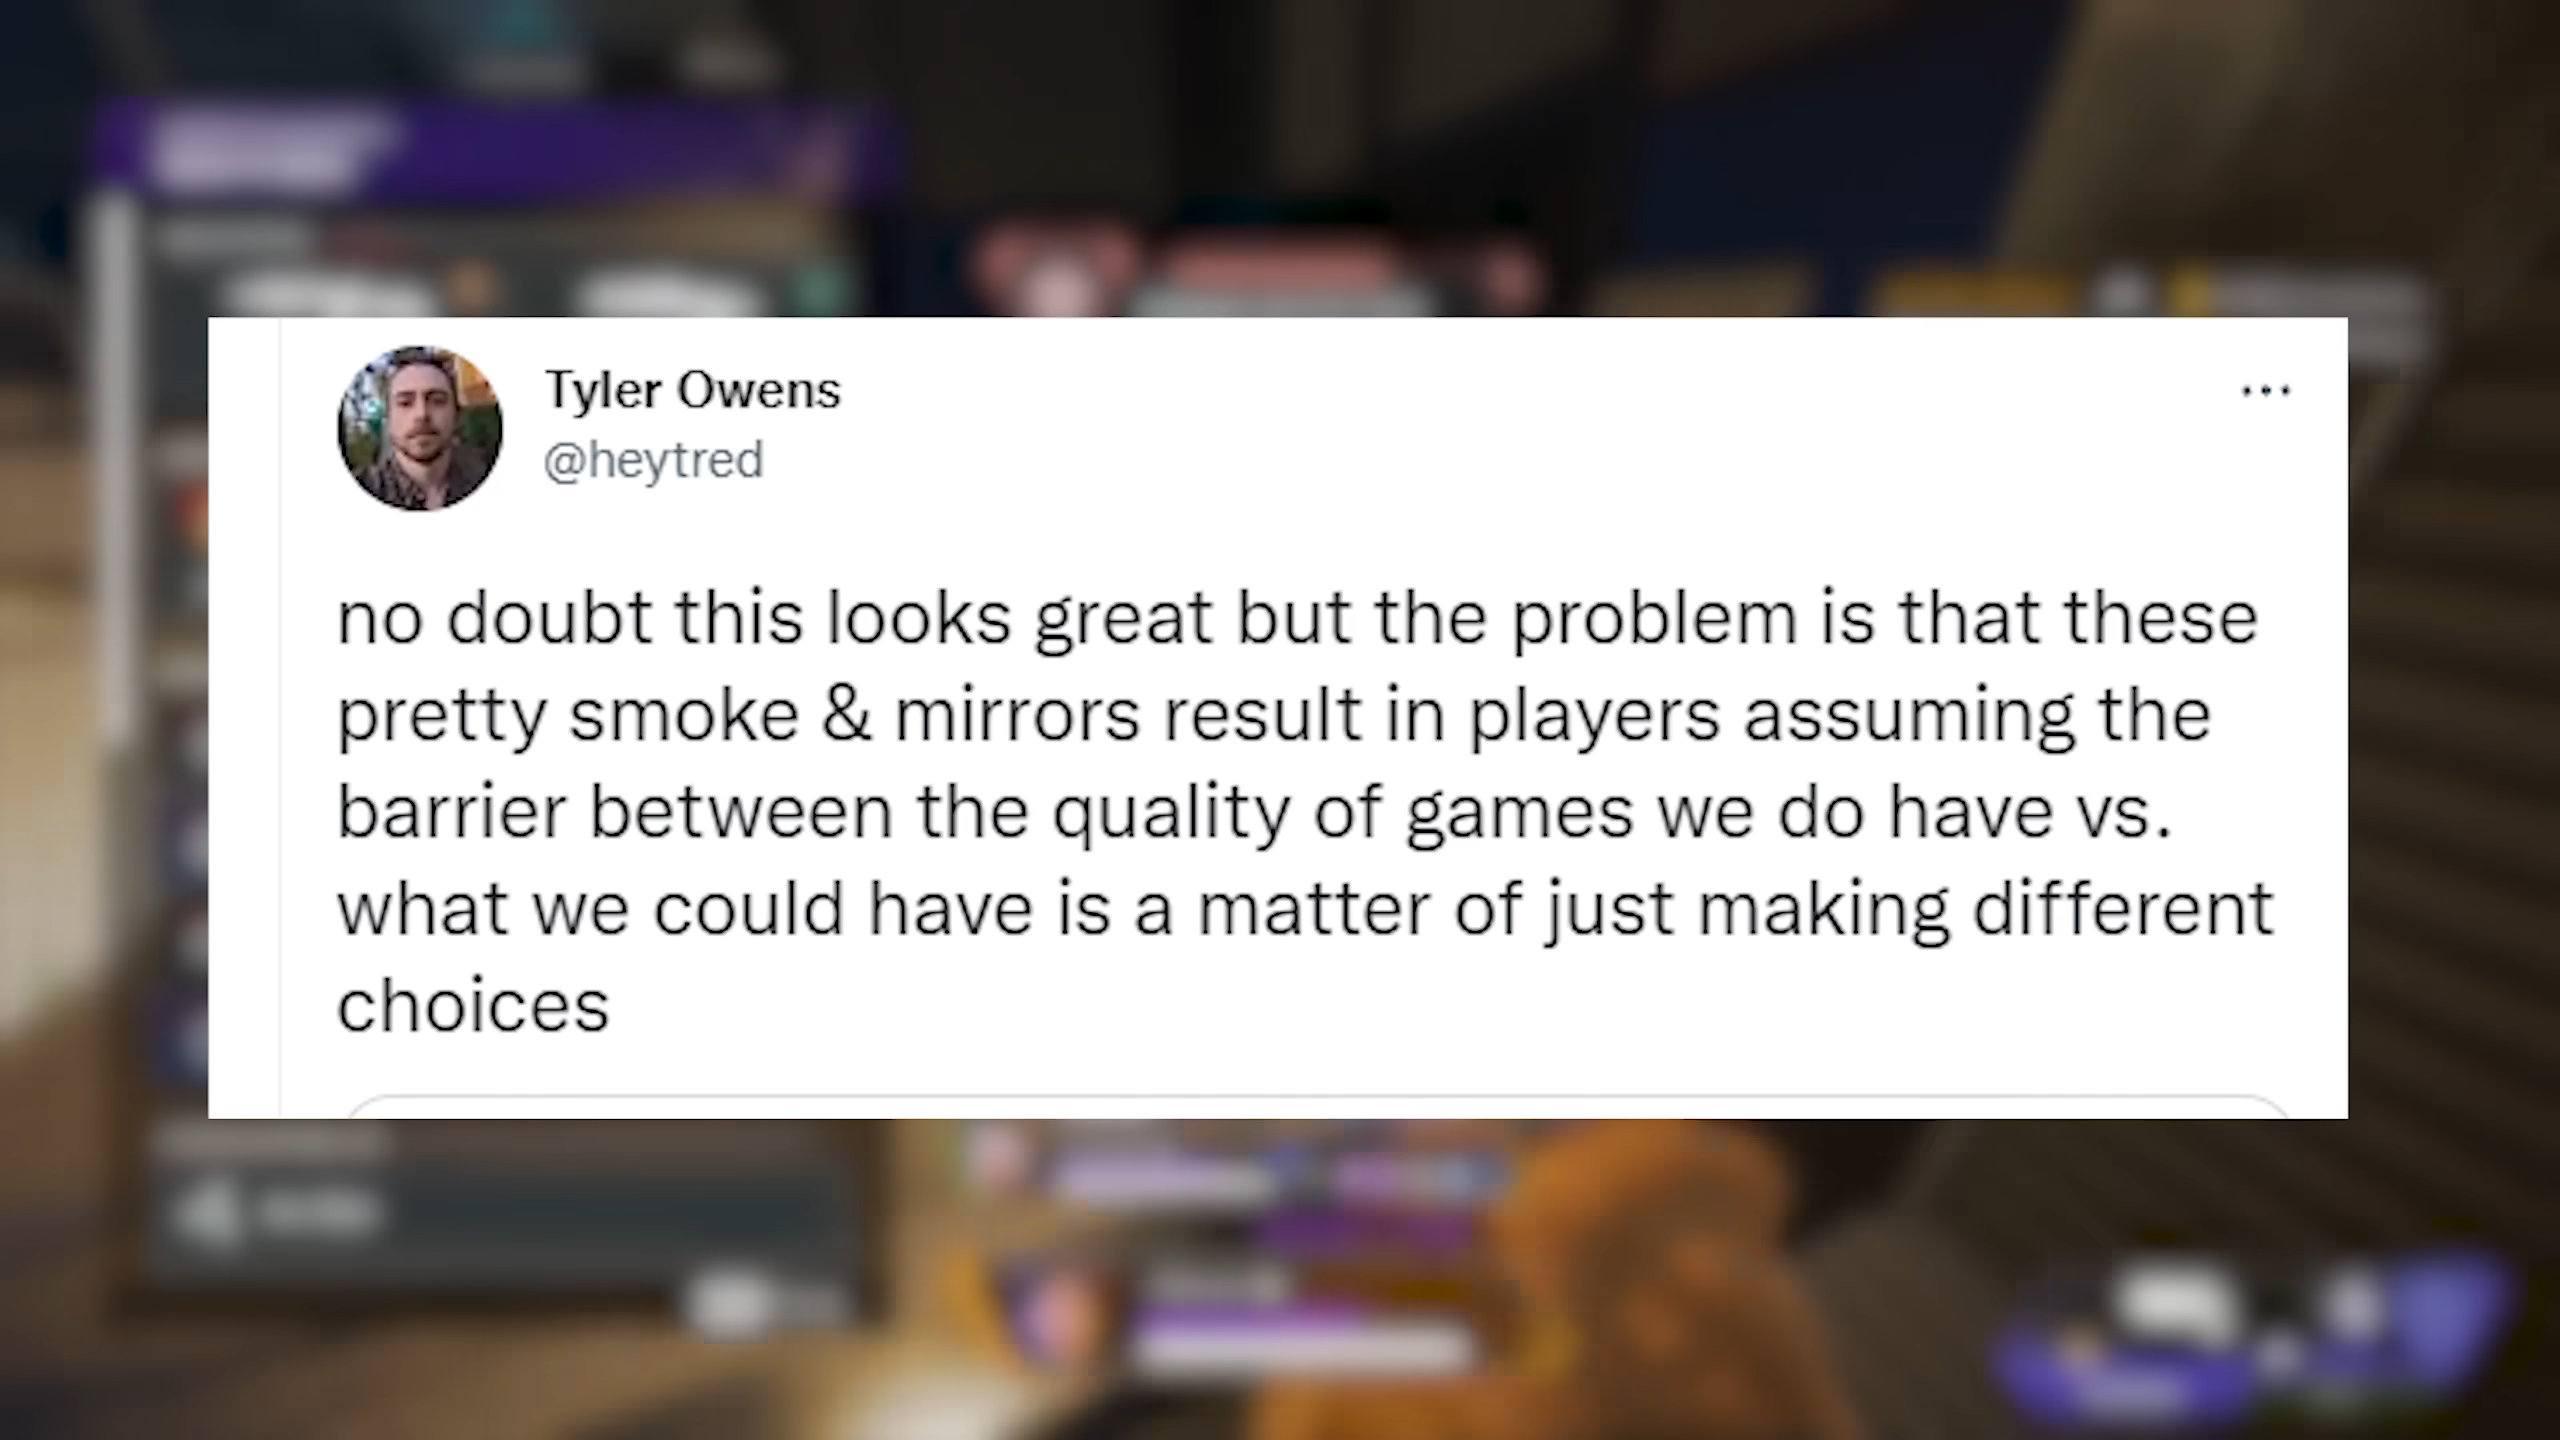 Tyler Owens
@heytred
no doubt this looks great but the problem is that these
pretty smoke & mirrors result in players assuming the
barrier between the quality of games we do have vs.
what we could have is a matter of just making different
choices